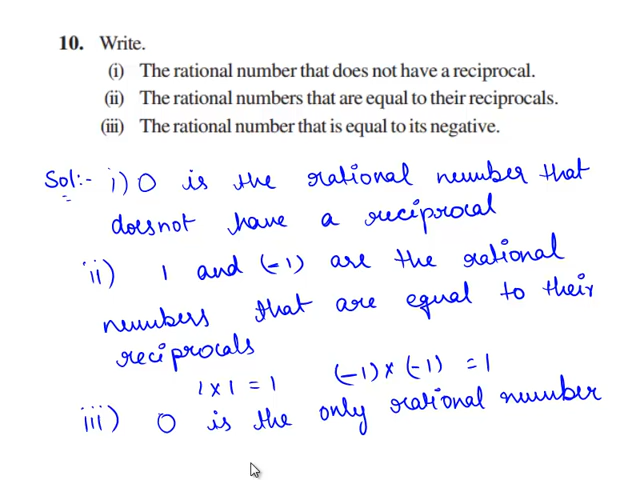 10. Write.
(i) The rational number that does not have a reciprocal.
(ii) The rational numbers that are equal to their reciprocals.
(iii) The rational number that is equal to its negative.
Sol:- i) 0 is the rational number that
doesnot have a reciprocal
ii) 1 and (-1) are the rational
numbers that are equal to their
reciprocals
1 x 1 = 1 (-1) x (-1) = 1
iii) 0 is the only rational number